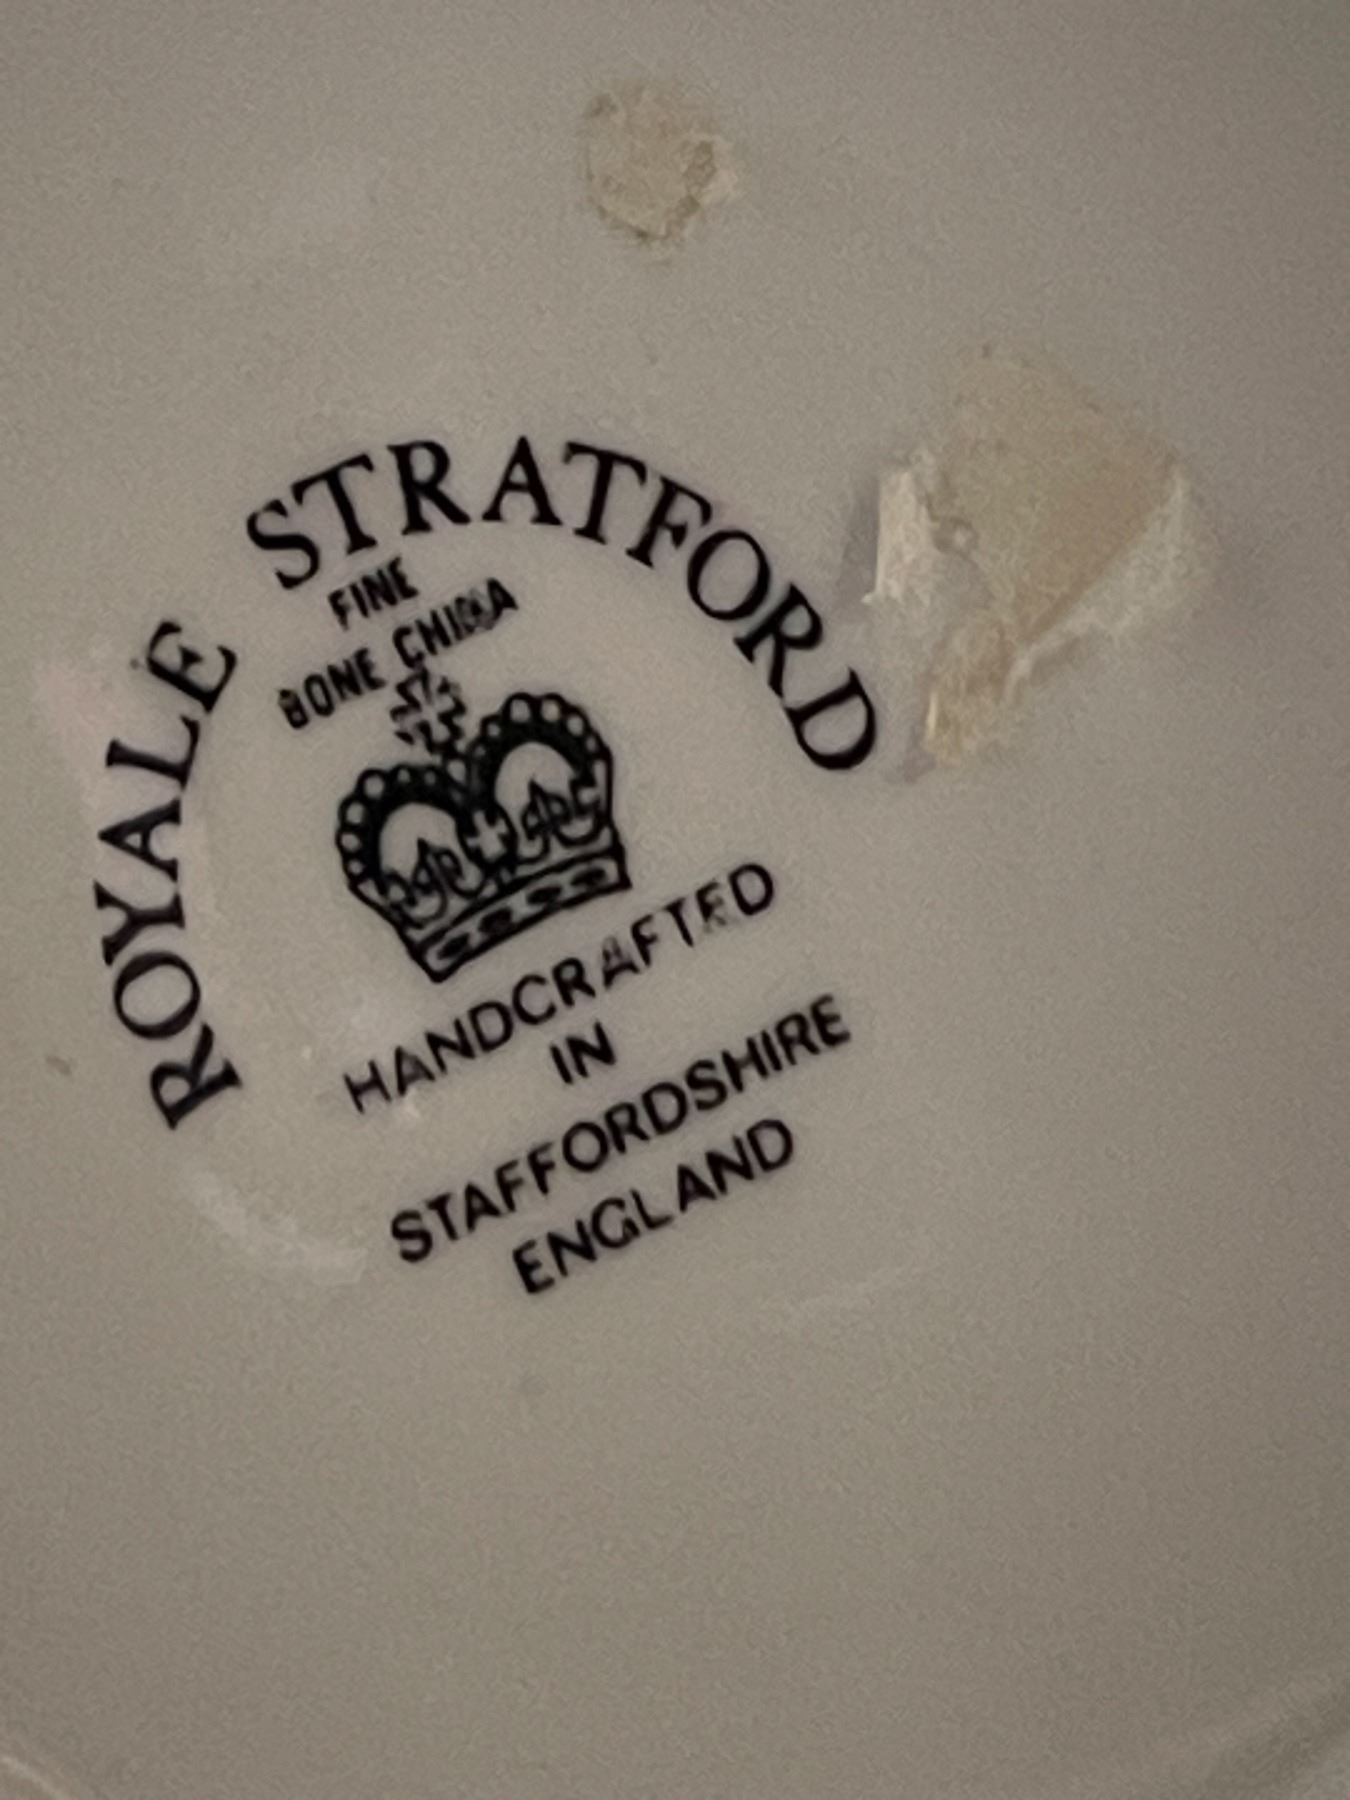 ROYALE STRATFORD
FINE
BONE CHINA
HANDCRAFTED
IN
STAFFORDSHIRE
ENGLAND